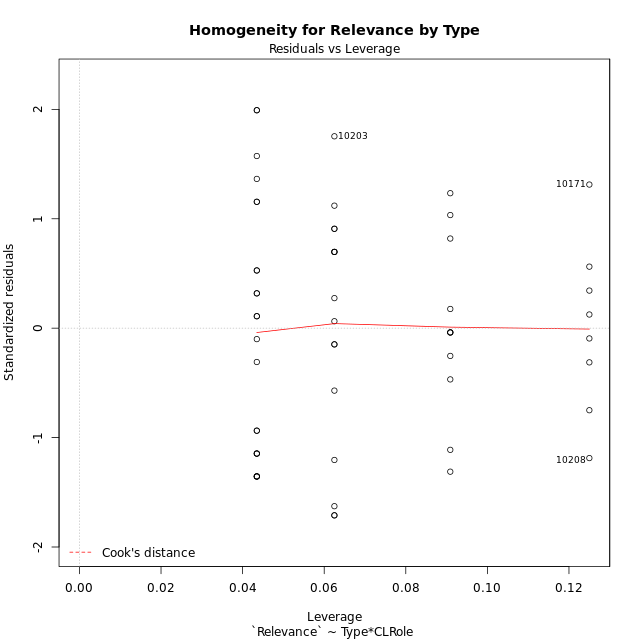 Homogeneity for Relevance by Type
Residuals vs Leverage
Standardized residuals
2
1
0
-1
-2
10203
10171
10208
Cook's distance
0.00 0.02 0.04 0.06 0.08 0.10 0.12
Leverage
`Relevance` ~ Type*CLRole